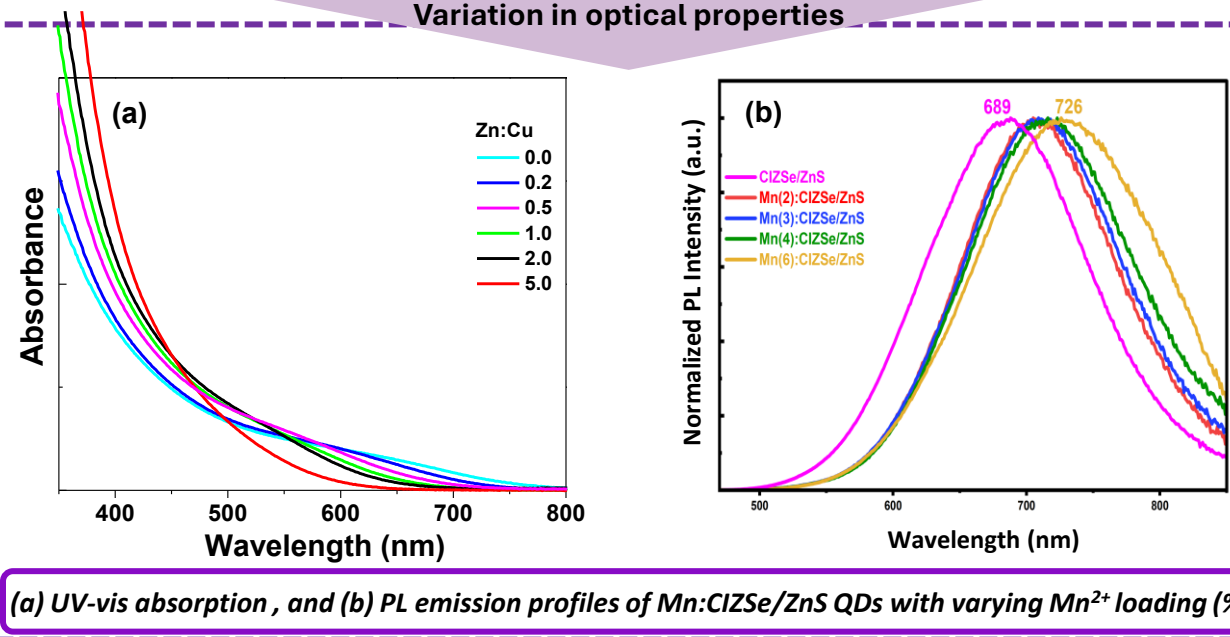 Variation in optical properties
(a)
Zn:Cu
0.0
0.2
0.5
1.0
2.0
5.0
Absorbance
400 500 600 700 800
Wavelength (nm)
(b)
689 726
CIZSe/ZnS
Mn(2):CIZSe/ZnS
Mn(3):CIZSe/ZnS
Mn(4):CIZSe/ZnS
Mn(6):CIZSe/ZnS
Normalized PL Intensity (a.u.)
500 600 700 800
Wavelength (nm)
(a) UV-vis absorption , and (b) PL emission profiles of Mn:CIZSe/ZnS QDs with varying Mn²⁺ loading (%